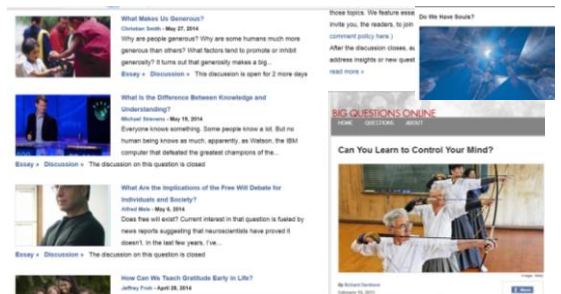 What Makes Us Generous?
Christian Smith - May 27, 2014
Why are people generous? Why are some humans much more
generous than others? What factors tend to promote or inhibit
generosity? It turns out that generosity makes a big...
Essay » Discussion » This discussion is open for 2 more days
What Is the Difference Between Knowledge and
Understanding?
Michael Strevens - May 19, 2014
Everyone knows something. Some people know a lot. But no
human being knows as much, apparently, as Watson, the IBM
computer that defeated the greatest champions of the...
Essay » Discussion » The discussion on this question is closed
What Are the Implications of the Free Will Debate for
Individuals and Society?
Alfred Mele - May 6, 2014
Does free will exist? Current interest in that question is fueled by
news reports suggesting that neuroscientists have proved it
doesn't. In the last few years, I've...
Essay » Discussion » The discussion on this question is closed
How Can We Teach Gratitude Early in Life?
Jeffrey Froh - April 28, 2014
those topics. We feature esse
invite you, the readers, to join
comment policy here.)
After the discussion closes, au
address insights or new quest
read more »
Do We Have Souls?
BIG QUESTIONS ONLINE
HOME QUESTIONS ABOUT
Can You Learn to Control Your Mind?
By Richard Davidson